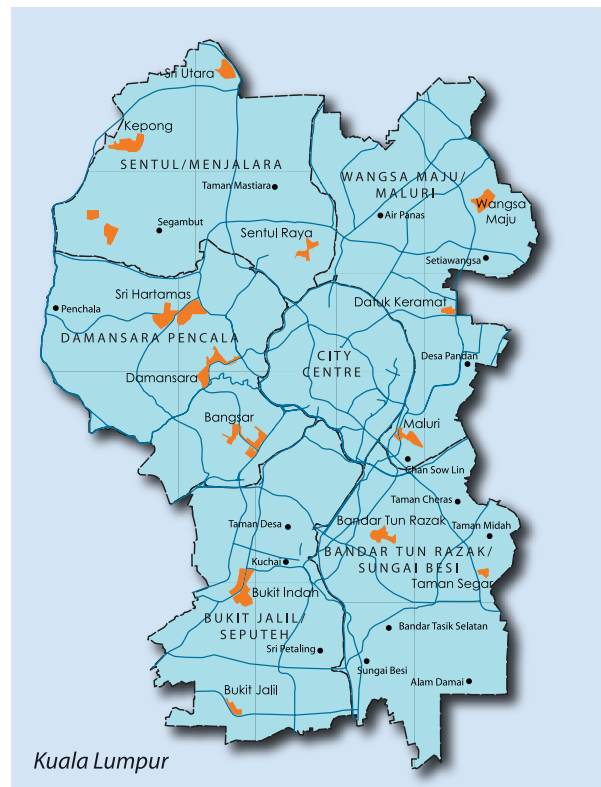 Sri Utara
Kepong
SENTUL/MENJALARA
Taman Mastiara
WANGSA MAJU/
MALURI
Wangsa
Maju
Air Panas
Segambut
Sentul Raya
Setiawangsa
Sri Hartamas
Penchala
Datuk Keramat
DAMANSARA PENCALA
CITY
CENTRE
Desa Pandan
Damansara
Bangsar
Maluri
Chan Sow Lin
Taman Cheras
Taman Desa
Bandar Tun Razak
Taman Midah
BANDAR TUN RAZAK/
SUNGAI BESI
Kuchai
Taman Segar
Bukit Indah
BUKIT JALIL/
SEPUTEH
Bandar Tasik Selatan
Sri Petaling
Sungai Besi
Alam Damai
Bukit Jalil
Kuala Lumpur